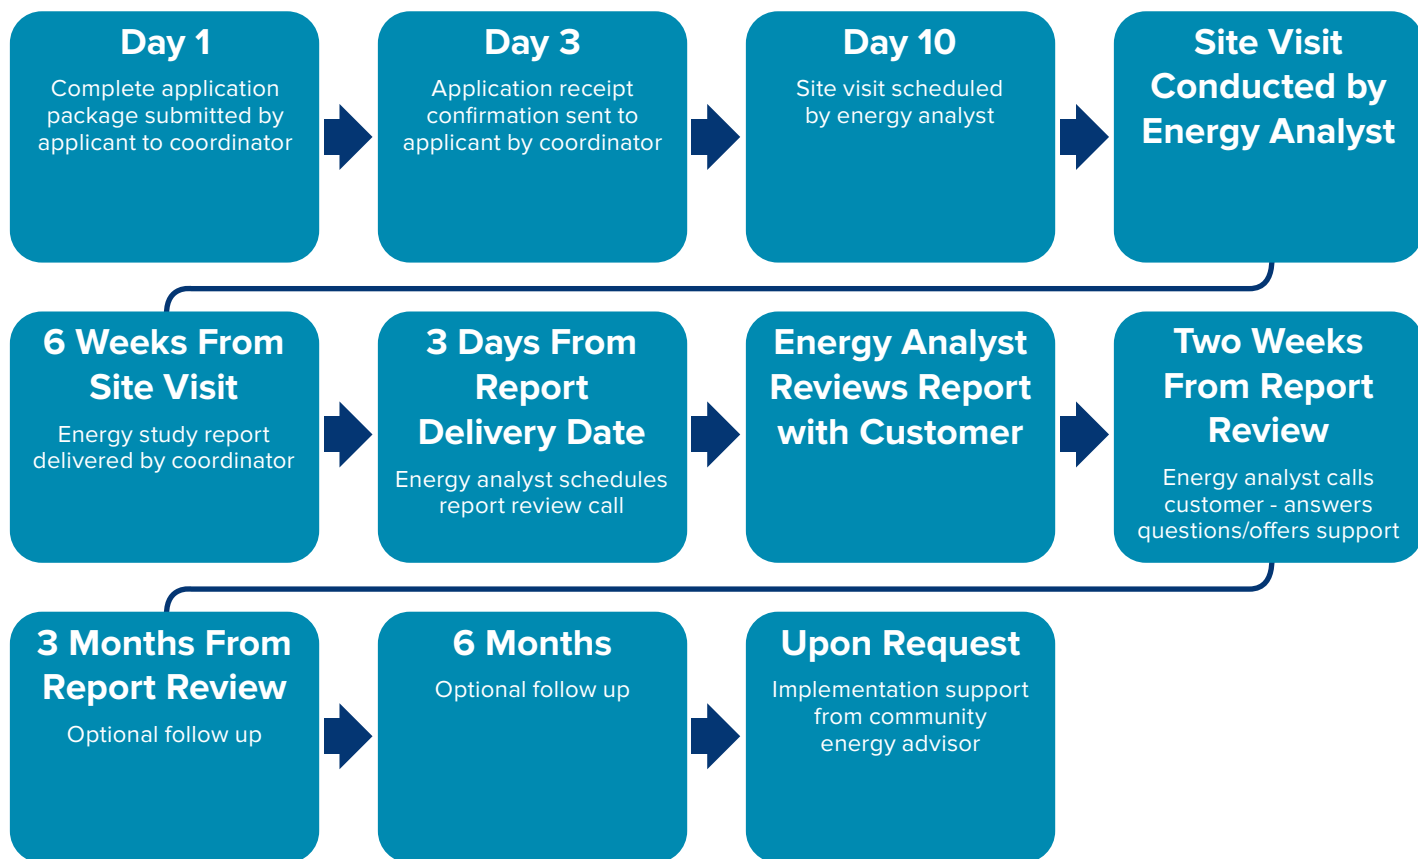 Day 1
Complete application
package submitted by
applicant to coordinator
Day 3
Application receipt
confirmation sent to
applicant by coordinator
Day 10
Site visit scheduled
by energy analyst
Site Visit
Conducted by
Energy Analyst
6 Weeks From
Site Visit
Energy study report
delivered by coordinator
3 Days From
Report
Delivery Date
Energy analyst schedules
report review call
Energy Analyst
Reviews Report
with Customer
Two Weeks
From Report
Review
Energy analyst calls
customer - answers
questions/offers support
3 Months From
Report Review
Optional follow up
6 Months
Optional follow up
Upon Request
Implementation support
from community
energy advisor